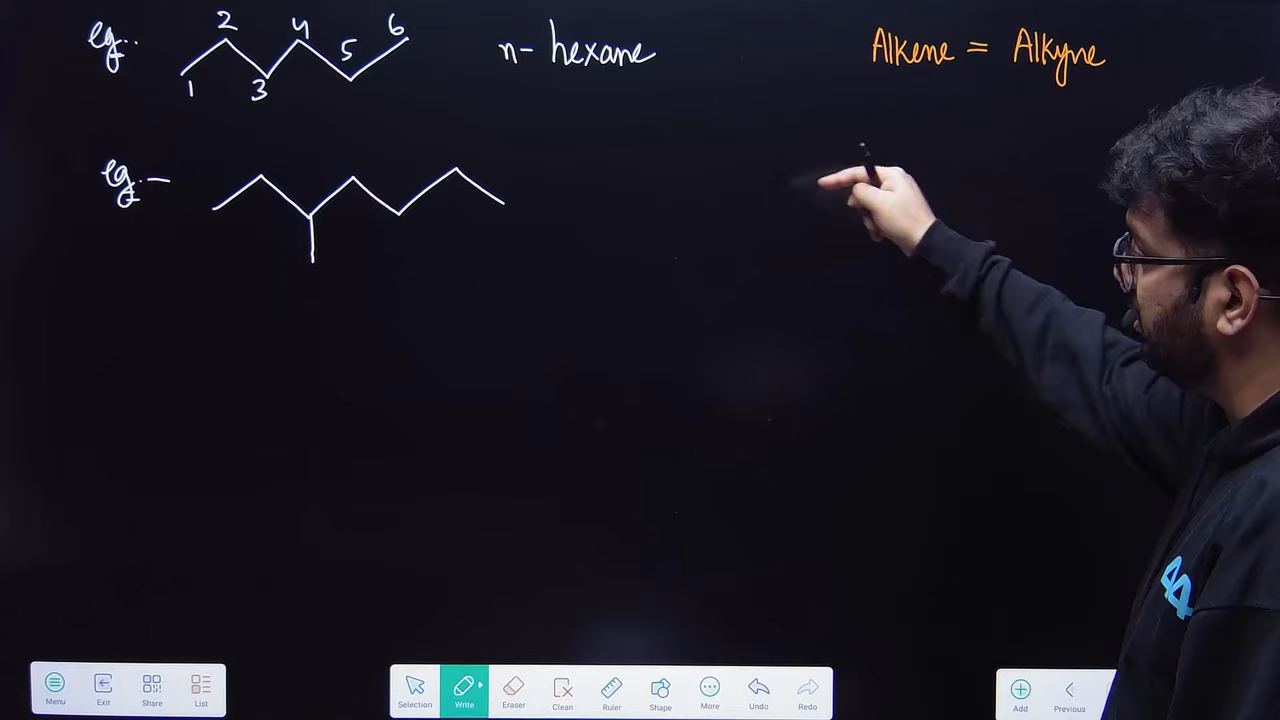 eg.. 1 2 3 4 5 6 n- hexane Alkene = Alkyne
eg.-
Menu Exit Share List Selection Write Eraser Clean Ruler Shape More Undo Redo Add Previous